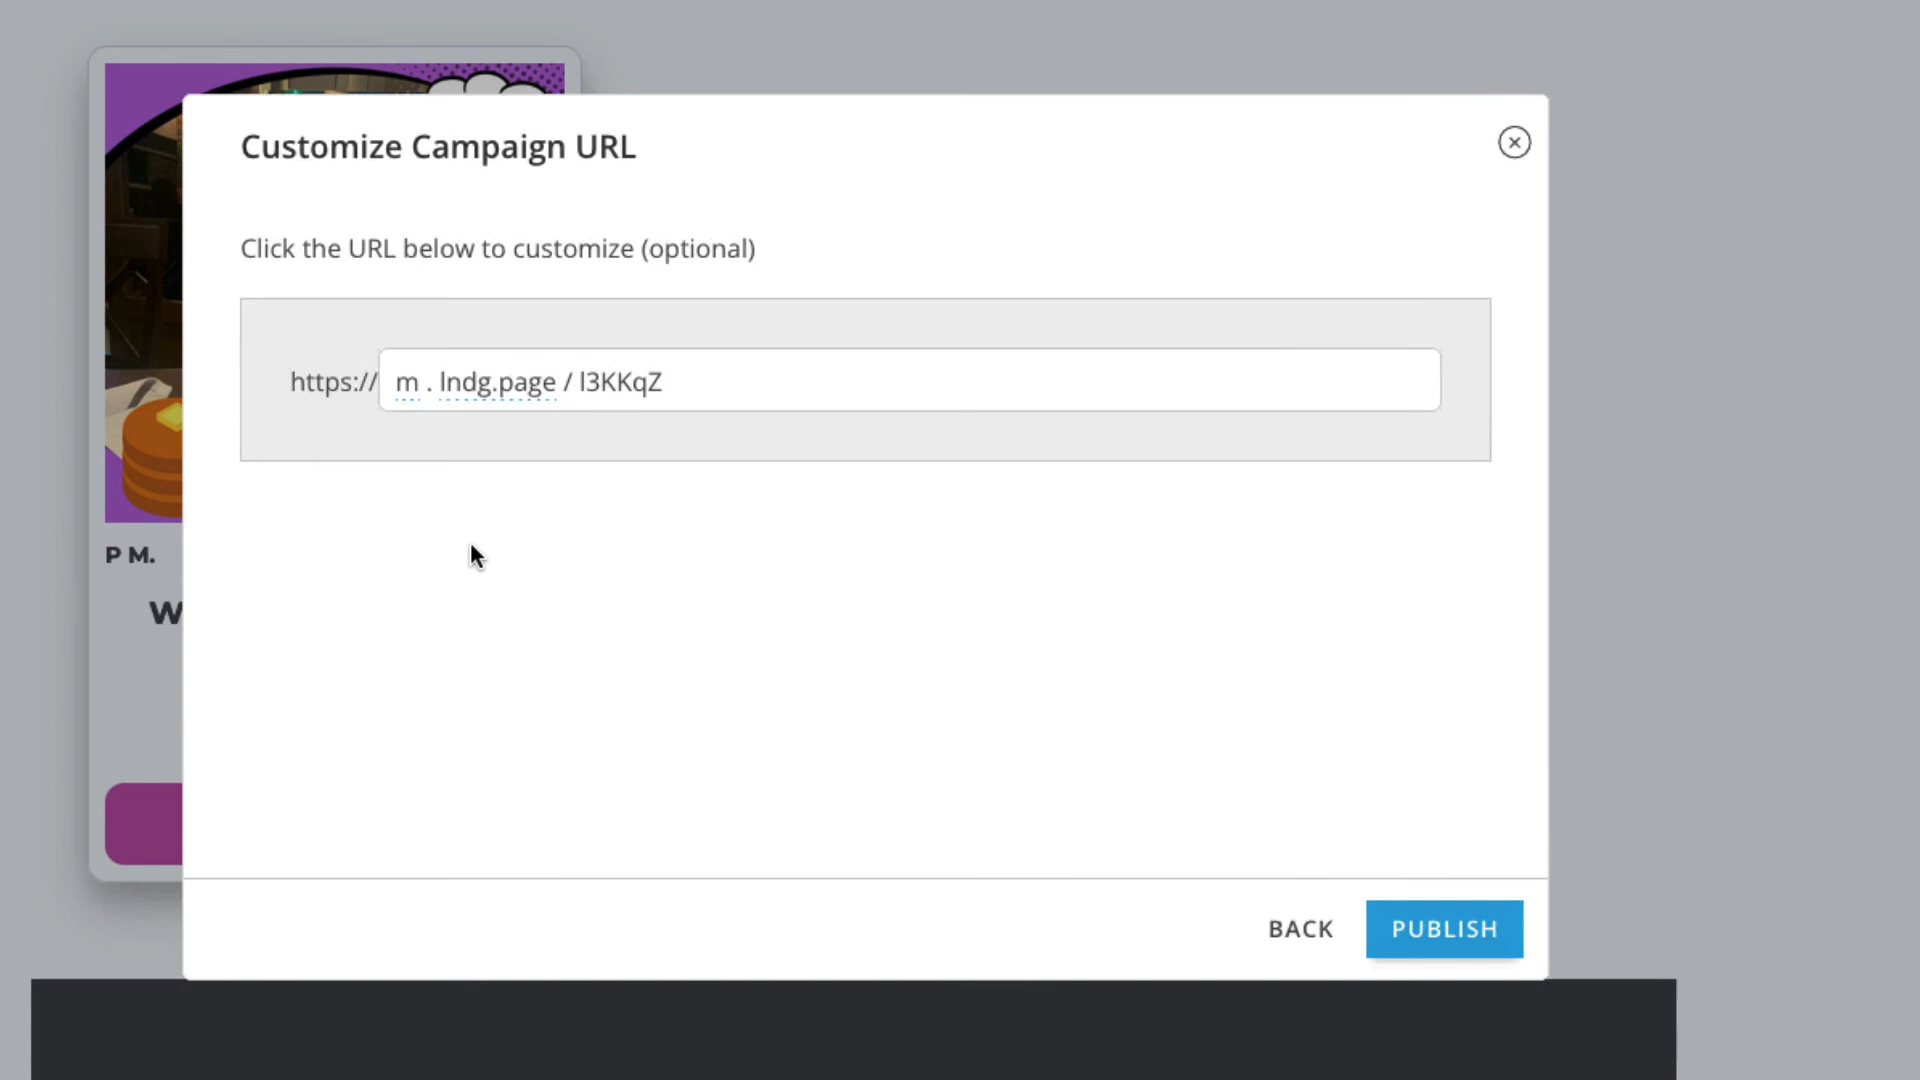 Customize Campaign URL
Click the URL below to customize (optional)
https:// m . lndg.page / l3KKqZ
P M.
W
BACK PUBLISH